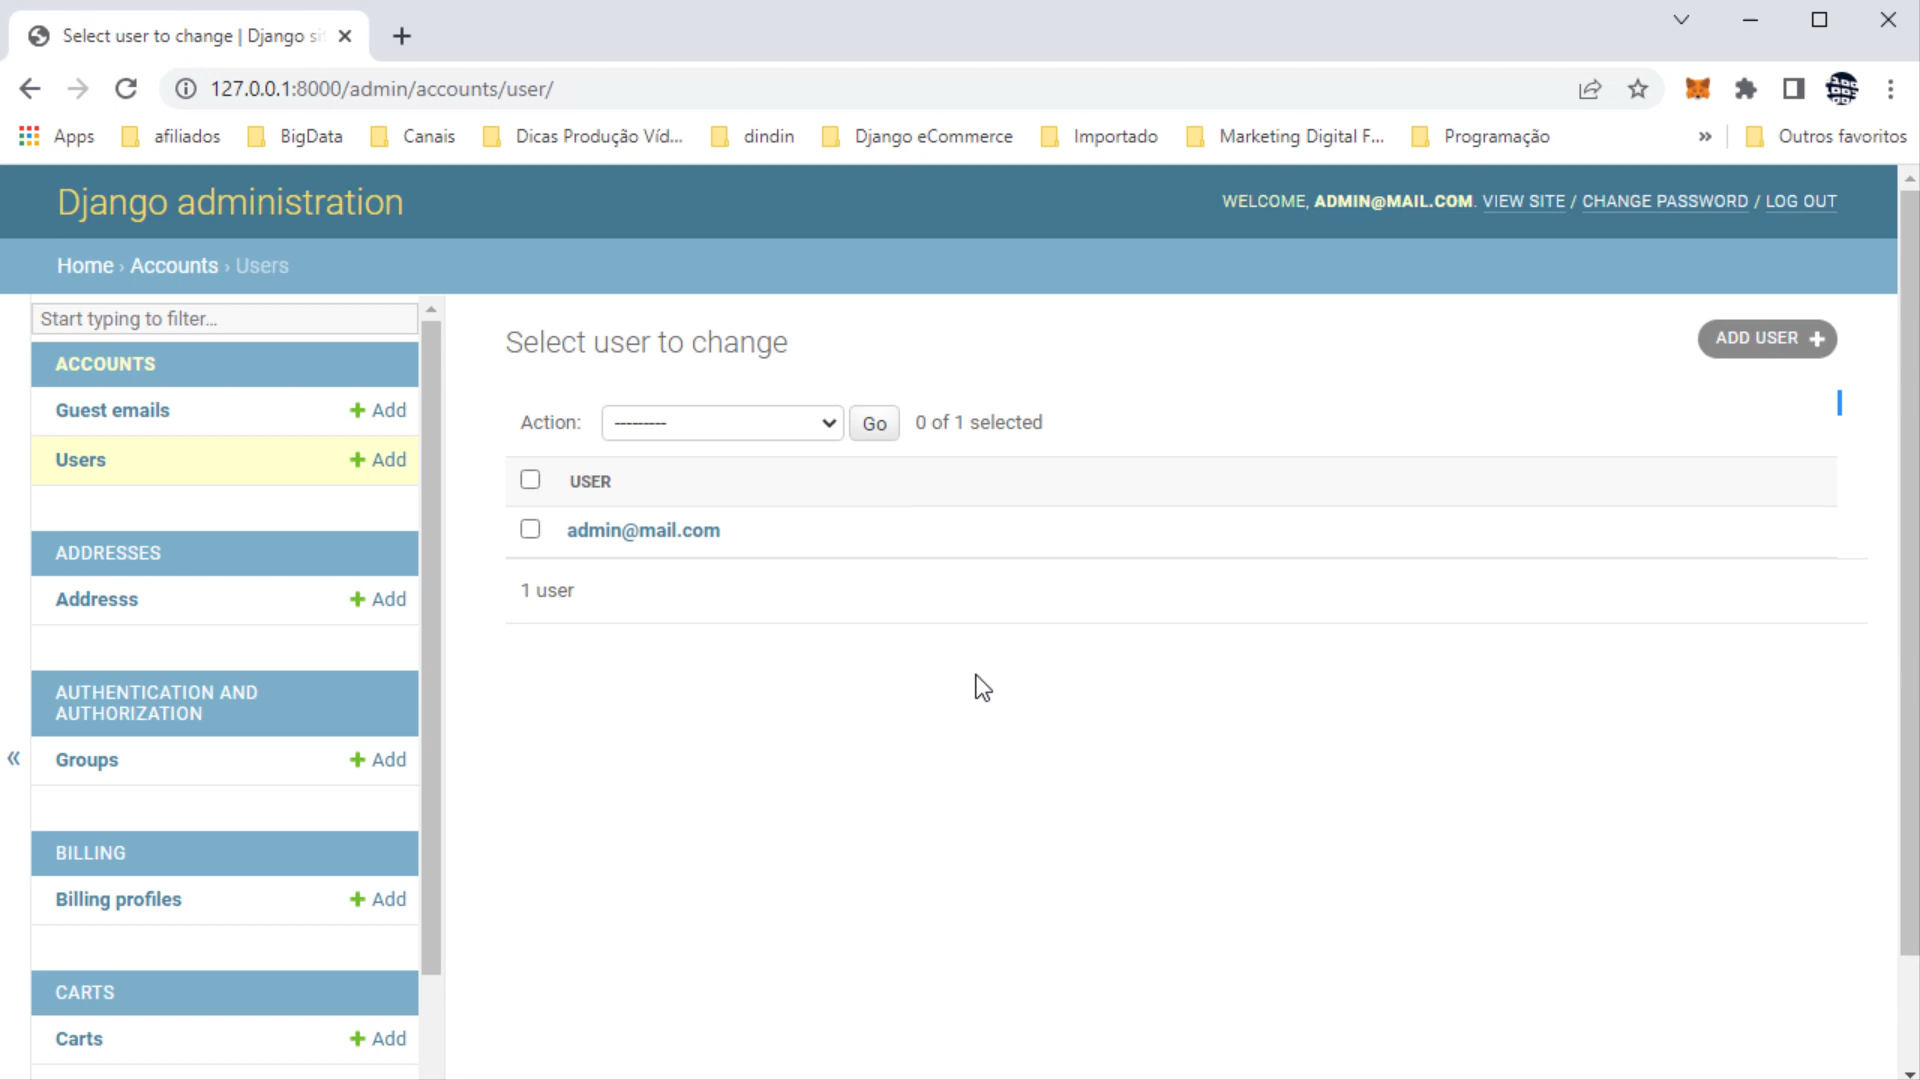 Select user to change | Django si
127.0.0.1:8000/admin/accounts/user/
Apps afiliados BigData Canais Dicas Produção Víd... dindin Django eCommerce Importado Marketing Digital F... Programação » Outros favoritos
Django administration
WELCOME, ADMIN@MAIL.COM. VIEW SITE / CHANGE PASSWORD / LOG OUT
Home › Accounts › Users
Start typing to filter...
ACCOUNTS
Guest emails + Add
Users + Add
ADDRESSES
Addresss + Add
AUTHENTICATION AND
AUTHORIZATION
Groups + Add
BILLING
Billing profiles + Add
CARTS
Carts + Add
«
Select user to change
ADD USER +
Action: --------- Go 0 of 1 selected
USER
admin@mail.com
1 user